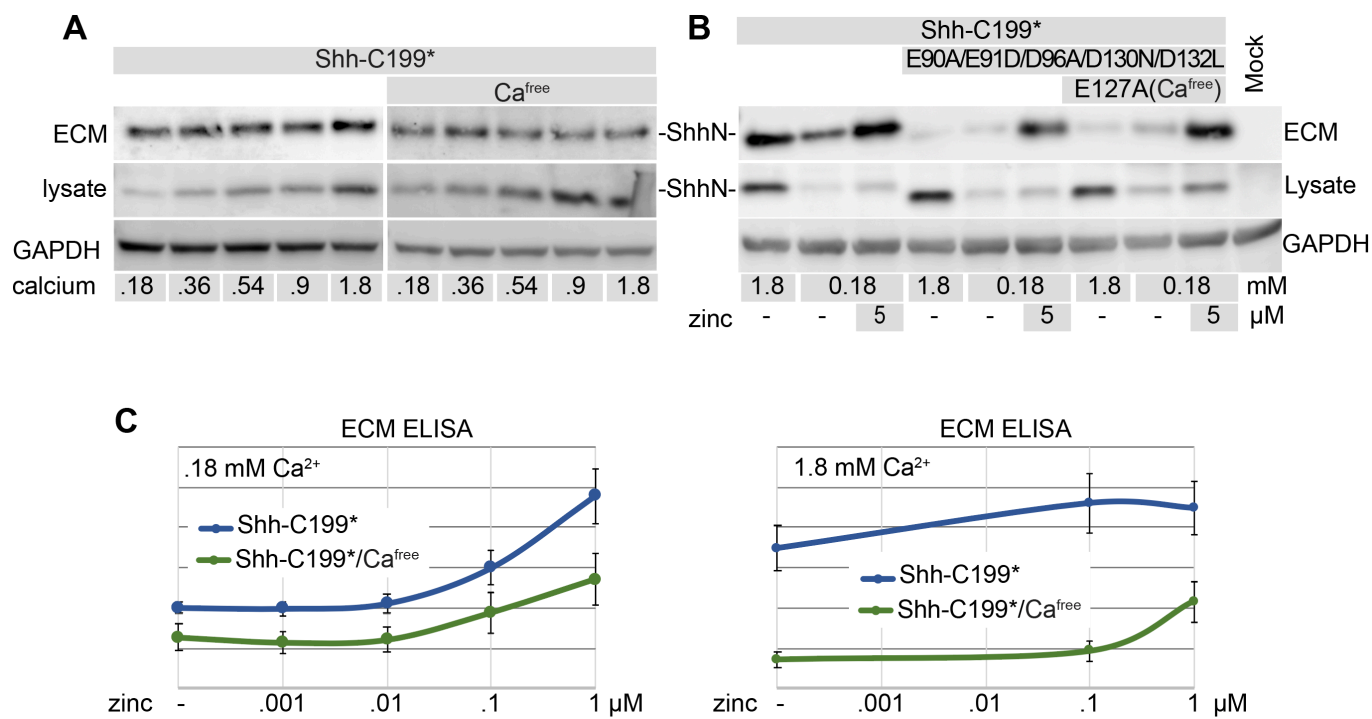 A
Shh-C199*
Ca^free
ECM
lysate
GAPDH
calcium .18 .36 .54 .9 1.8 .18 .36 .54 .9 1.8
-ShhN-
-ShhN-
B
Shh-C199*
E90A/E91D/D96A/D130N/D132L
E127A(Ca^free)
Mock
ECM
Lysate
GAPDH
1.8 0.18 1.8 0.18 1.8 0.18 mM
zinc - - 5 - - 5 - - 5 µM
C
ECM ELISA
.18 mM Ca²⁺
Shh-C199*
Shh-C199*/Ca^free
zinc - .001 .01 .1 1 µM
ECM ELISA
1.8 mM Ca²⁺
Shh-C199*
Shh-C199*/Ca^free
zinc - .001 .01 .1 1 µM